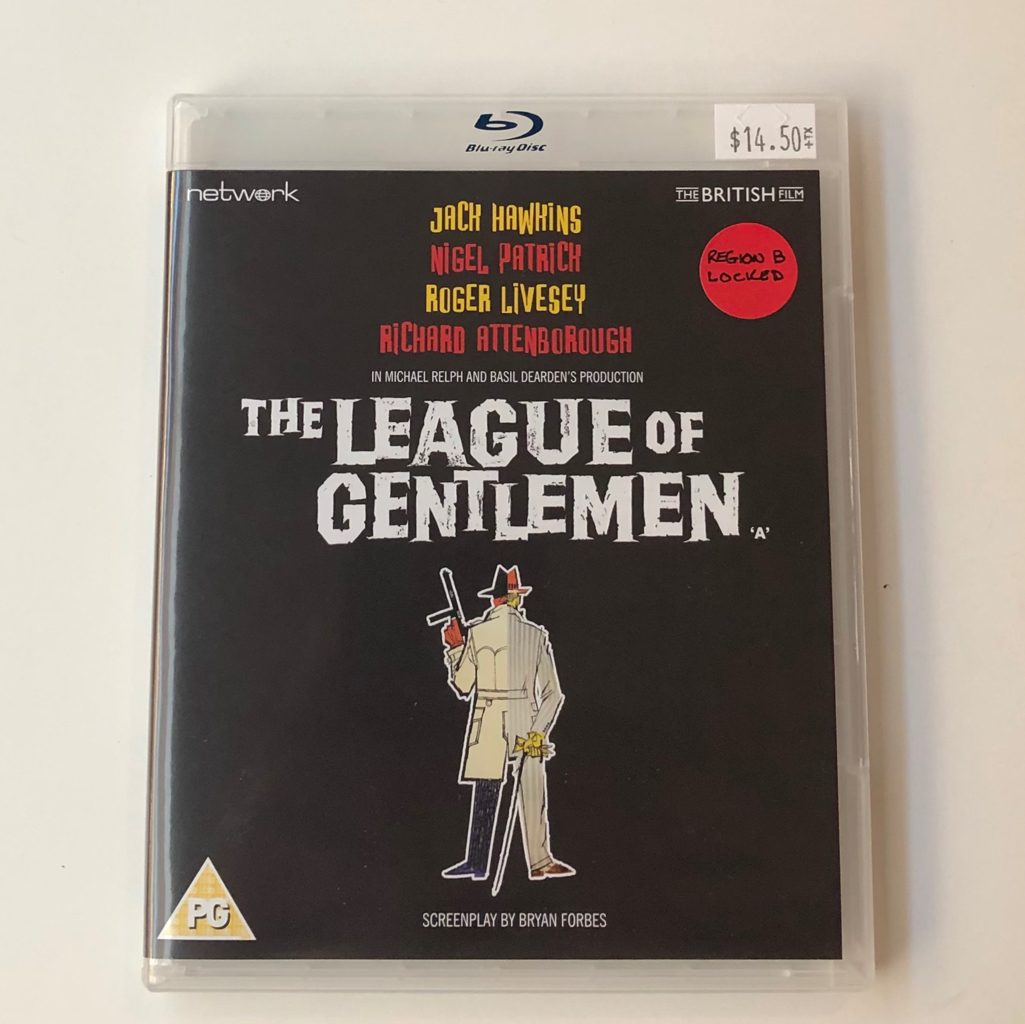 Blu-ray Disc
$14.50 +TX
network
THE BRITISH FILM
JACK HAWKINS
NIGEL PATRICK
ROGER LIVESEY
RICHARD ATTENBOROUGH
REGION B
LOCKED
IN MICHAEL RELPH AND BASIL DEARDEN'S PRODUCTION
THE LEAGUE OF
GENTLEMEN 'A'
PG
SCREENPLAY BY BRYAN FORBES